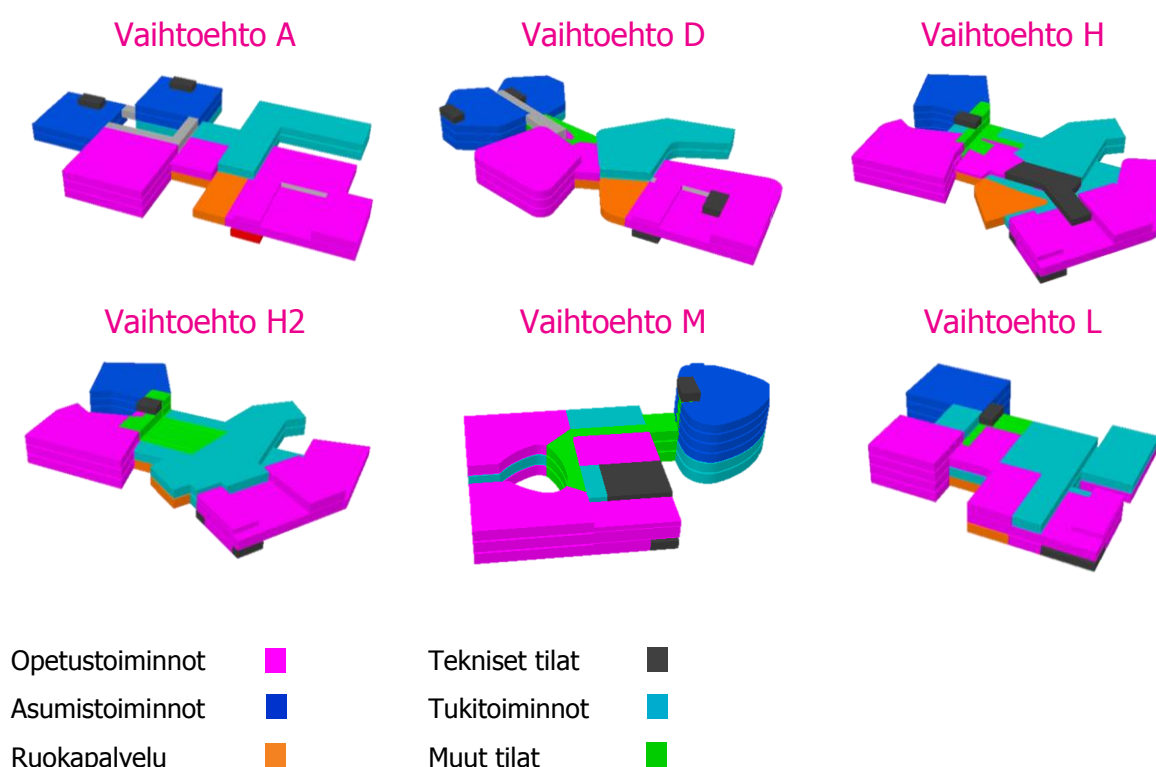 Vaihtoehto A
Vaihtoehto D
Vaihtoehto H
Vaihtoehto H2
Vaihtoehto M
Vaihtoehto L
Opetustoiminnot
Tekniset tilat
Asumistoiminnot
Tukitoiminnot
Ruokapalvelu
Muut tilat